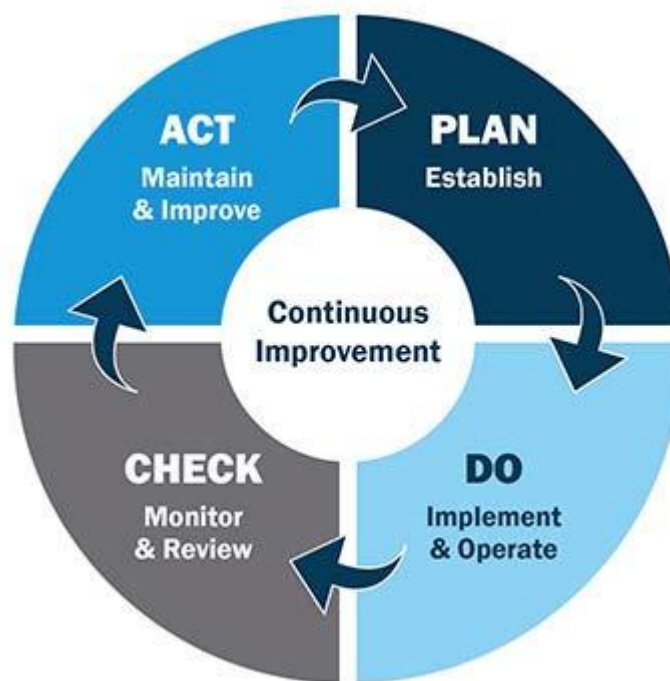 ACT
Maintain
& Improve
PLAN
Establish
Continuous
Improvement
CHECK
Monitor
& Review
DO
Implement
& Operate